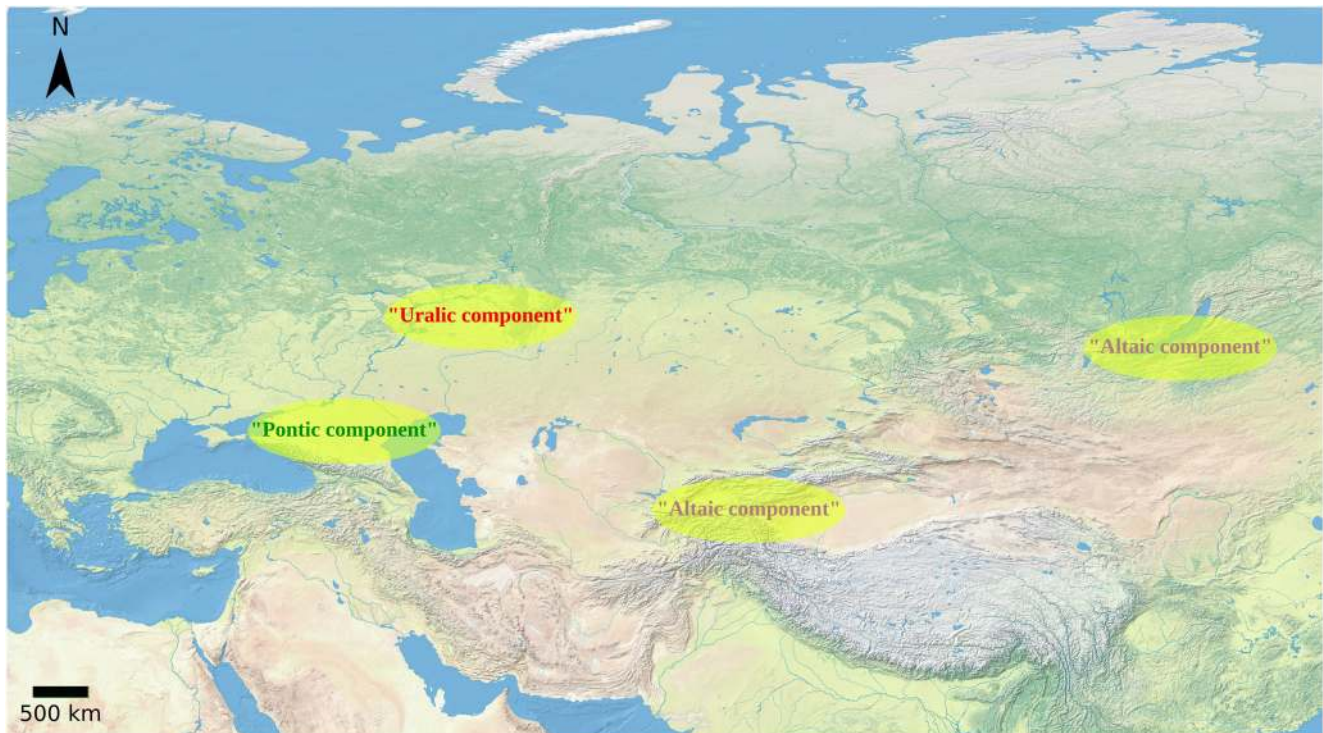 N
"Uralic component"
"Altaic component"
"Pontic component"
"Altaic component"
500 km